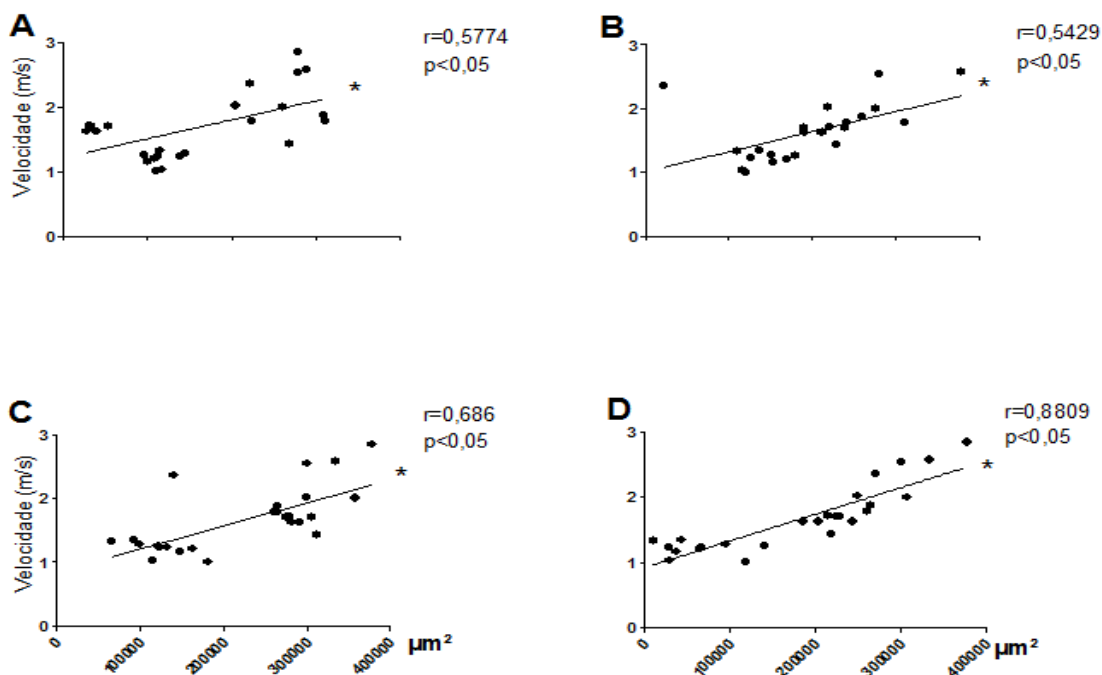 A
r=0,5774
p<0,05
*
Velocidade (m/s)
3
2
1
0
B
r=0,5429
p<0,05
*
3
2
1
0
C
r=0,686
p<0,05
*
Velocidade (m/s)
3
2
1
0
0
100000
200000
300000
400000
µm²
D
r=0,8809
p<0,05
*
3
2
1
0
0
100000
200000
300000
400000
µm²